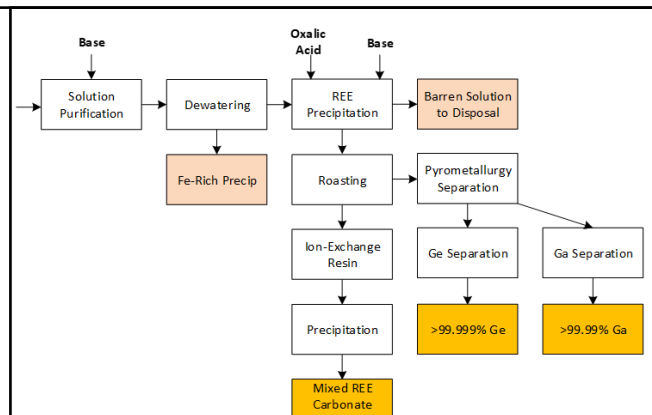 Base
Oxalic
Acid
Base
Solution
Purification
Dewatering
REE
Precipitation
Barren Solution
to Disposal
Fe-Rich Precip
Roasting
Pyrometallurgy
Separation
Ion-Exchange
Resin
Ge Separation
Ga Separation
Precipitation
>99.999% Ge
>99.99% Ga
Mixed REE
Carbonate